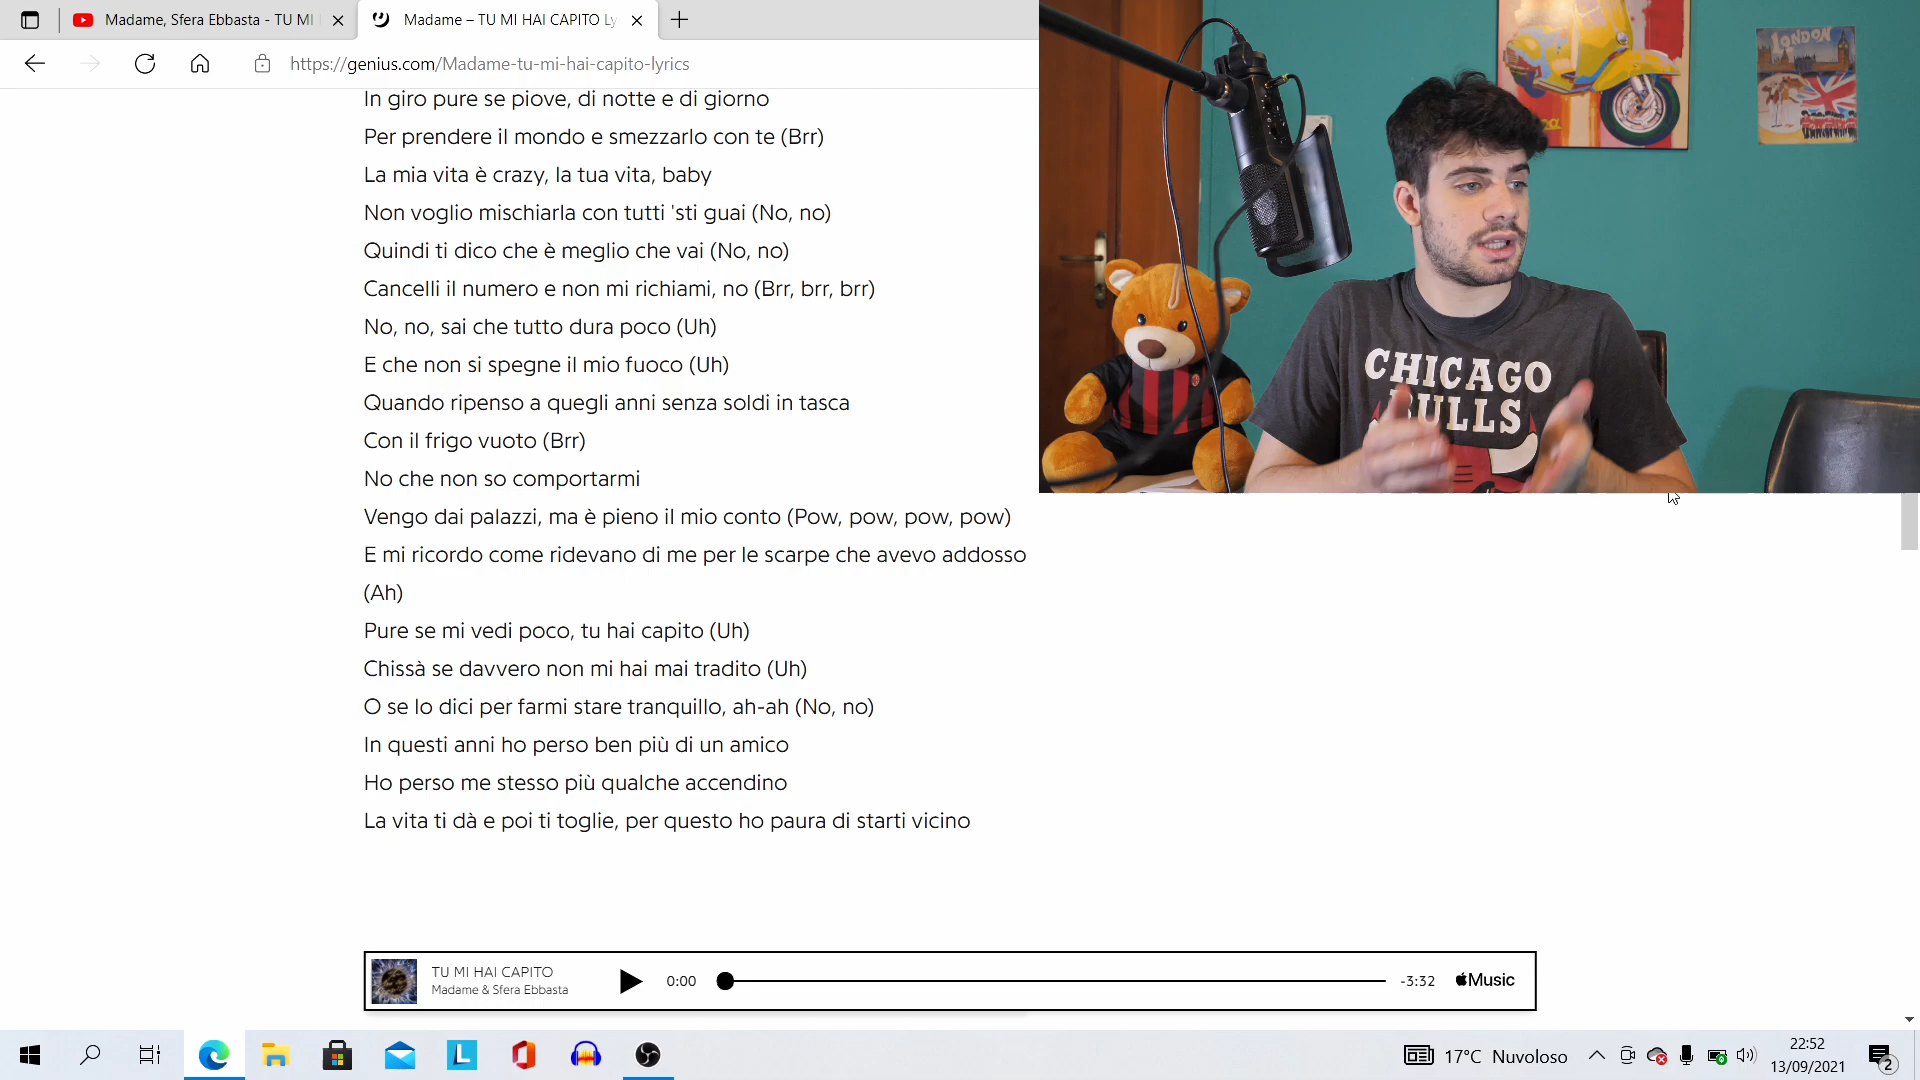 Madame, Sfera Ebbasta - TU MI
Madame – TU MI HAI CAPITO Ly
https://genius.com/Madame-tu-mi-hai-capito-lyrics
In giro pure se piove, di notte e di giorno
Per prendere il mondo e smezzarlo con te (Brr)
La mia vita è crazy, la tua vita, baby
Non voglio mischiarla con tutti 'sti guai (No, no)
Quindi ti dico che è meglio che vai (No, no)
Cancelli il numero e non mi richiami, no (Brr, brr, brr)
No, no, sai che tutto dura poco (Uh)
E che non si spegne il mio fuoco (Uh)
Quando ripenso a quegli anni senza soldi in tasca
Con il frigo vuoto (Brr)
No che non so comportarmi
Vengo dai palazzi, ma è pieno il mio conto (Pow, pow, pow, pow)
E mi ricordo come ridevano di me per le scarpe che avevo addosso
(Ah)
Pure se mi vedi poco, tu hai capito (Uh)
Chissà se davvero non mi hai mai tradito (Uh)
O se lo dici per farmi stare tranquillo, ah-ah (No, no)
In questi anni ho perso ben più di un amico
Ho perso me stesso più qualche accendino
La vita ti dà e poi ti toglie, per questo ho paura di starti vicino
LONDON
CHICAGO
BULLS
TU MI HAI CAPITO
Madame & Sfera Ebbasta
0:00
-3:32
Music
L
17°C Nuvoloso
22:52
13/09/2021
2